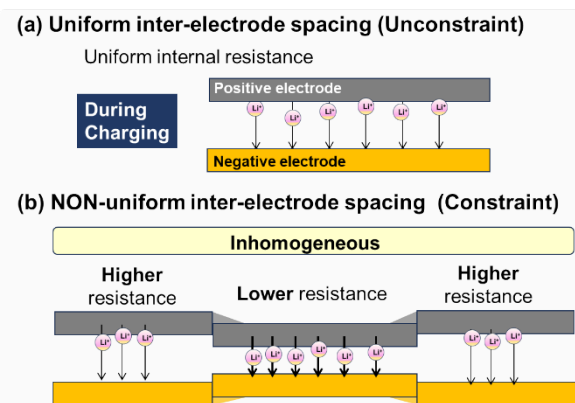 (a) Uniform inter-electrode spacing (Unconstraint)
Uniform internal resistance
Positive electrode
During
Charging
Li⁺ Li⁺ Li⁺ Li⁺ Li⁺ Li⁺
Negative electrode
(b) NON-uniform inter-electrode spacing (Constraint)
Inhomogeneous
Higher
resistance
Lower resistance
Higher
resistance
Li⁺ Li⁺ Li⁺
Li⁺ Li⁺ Li⁺ Li⁺ Li⁺ Li⁺
Li⁺ Li⁺ Li⁺